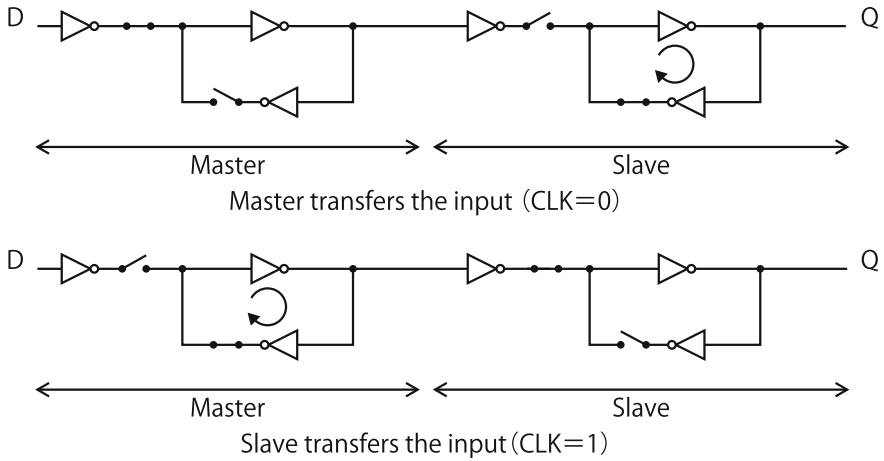 D Q
Master Slave
Master transfers the input（CLK＝0）
D Q
Master Slave
Slave transfers the input（CLK＝1）